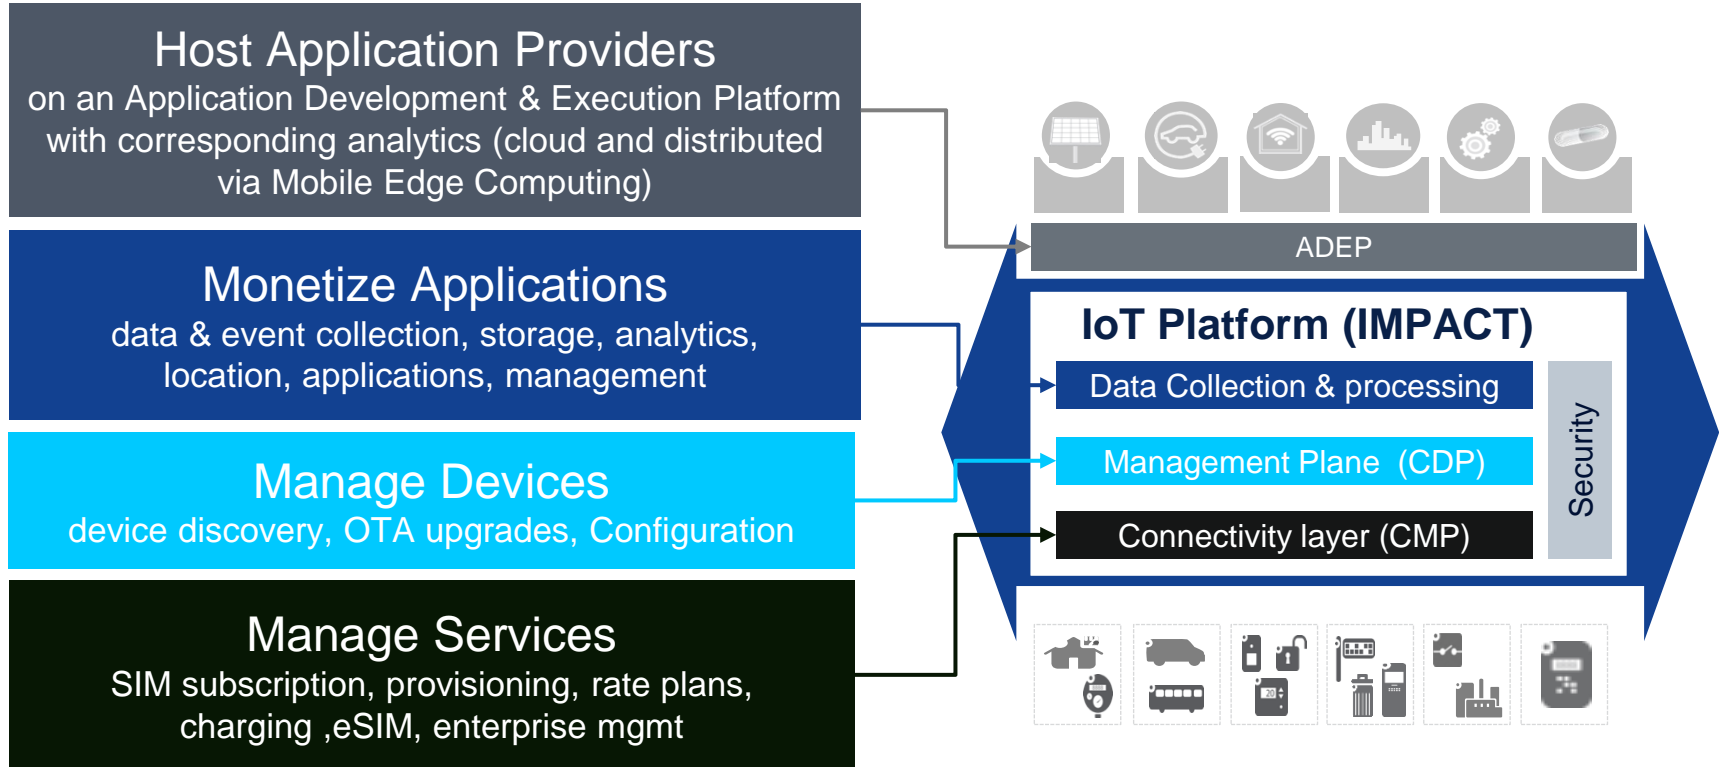 Host Application Providers
on an Application Development & Execution Platform
with corresponding analytics (cloud and distributed
via Mobile Edge Computing)
Monetize Applications
data & event collection, storage, analytics,
location, applications, management
Manage Devices
device discovery, OTA upgrades, Configuration
Manage Services
SIM subscription, provisioning, rate plans,
charging ,eSIM, enterprise mgmt
ADEP
IoT Platform (IMPACT)
Data Collection & processing
Management Plane  (CDP)
Connectivity layer (CMP)
Security
20